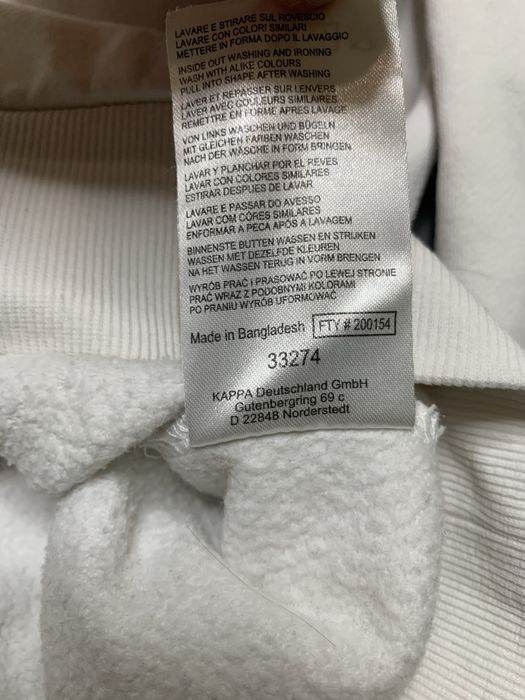 LAVARE E STIRARE SUL ROVESCIO
LAVARE CON COLORI SIMILARI
METTERE IN FORMA DOPO IL LAVAGGIO
INSIDE OUT WASHING AND IRONING
WASH WITH ALIKE COLOURS
PULL INTO SHAPE AFTER WASHING
LAVER ET REPASSER SUR LENVERS
LAVER AVEC COULEURS SIMILAIRES
REMETTRE EN FORME APRES LAVAGE
VON LINKS WASCHEN UND BÜGELN
MIT GLEICHEN FARBEN WASCHEN
NACH DER WÄSCHE IN FORM BRINGEN
LAVAR Y PLANCHAR POR EL REVES
LAVAR CON COLORES SIMILARES
ESTIRAR DESPUES DE LAVAR
LAVARE E PASSAR DO AVESSO
LAVAR COM CÓRES SIMILARES
ENFORMAR A PECA APÓS A LAVAGEM
BINNENSTE BUTTEN WASSEN EN STRIJKEN
WASSEN MET DEZELFDE KLEUREN
NA HET WASSEN TERUG IN VORM BRENGEN
WYRÓB PRAĆ I PRASOWAĆ PO LEWEJ STRONIE
PRAĆ WRAZ Z PODOBNYMI KOLORAMI
PO PRANIU WYRÓB UFORMOWAĆ
Made in Bangladesh FTY # 200154
33274
KAPPA Deutschland GmbH
Gutenbergring 69 c
D 22848 Norderstedt